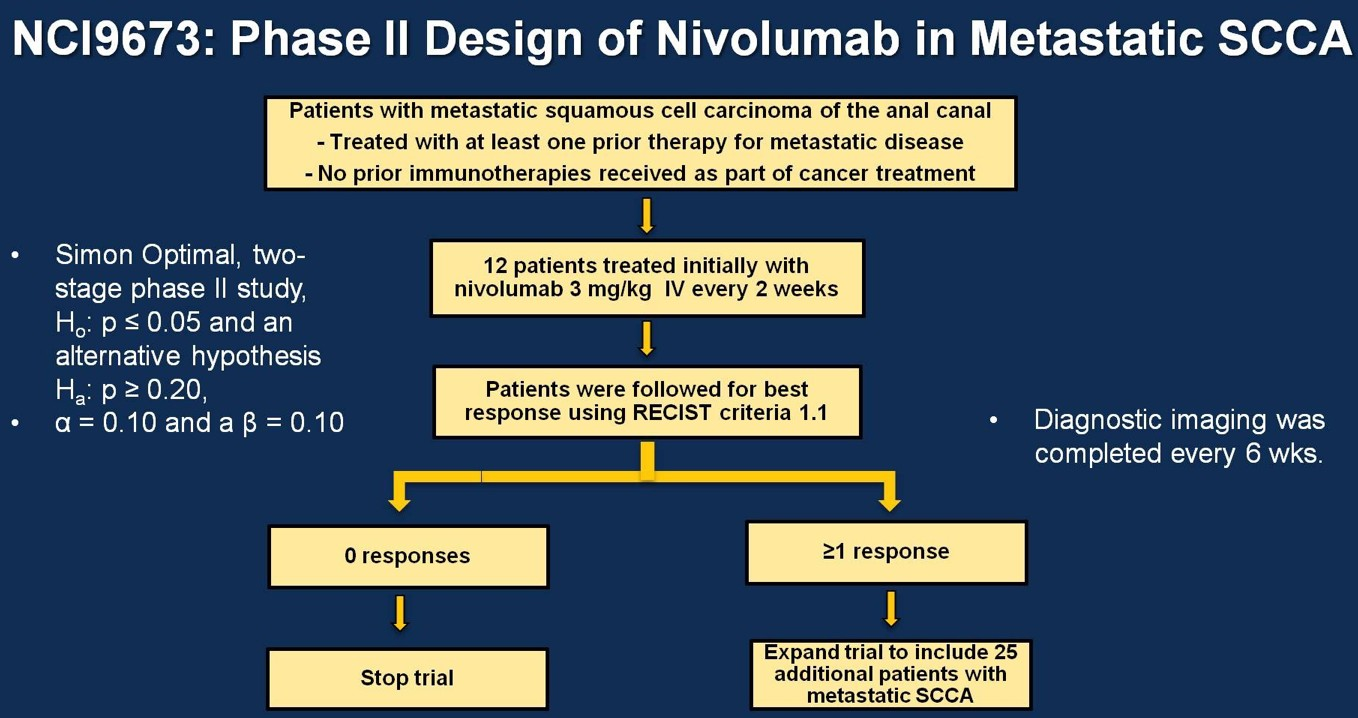 NCI9673: Phase II Design of Nivolumab in Metastatic SCCA
Patients with metastatic squamous cell carcinoma of the anal canal
- Treated with at least one prior therapy for metastatic disease
- No prior immunotherapies received as part of cancer treatment
12 patients treated initially with
nivolumab 3 mg/kg IV every 2 weeks
• Simon Optimal, two-
stage phase II study,
Ho: p ≤ 0.05 and an
alternative hypothesis
Ha: p ≥ 0.20,
• α = 0.10 and a β = 0.10
Patients were followed for best
response using RECIST criteria 1.1
• Diagnostic imaging was
completed every 6 wks.
0 responses
≥1 response
Stop trial
Expand trial to include 25
additional patients with
metastatic SCCA